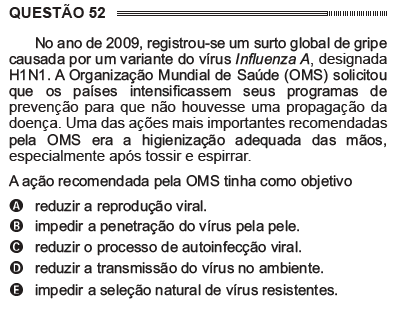 QUESTÃO 52
No ano de 2009, registrou-se um surto global de gripe
causada por um variante do vírus Influenza A, designada
H1N1. A Organização Mundial de Saúde (OMS) solicitou
que os países intensificassem seus programas de
prevenção para que não houvesse uma propagação da
doença. Uma das ações mais importantes recomendadas
pela OMS era a higienização adequada das mãos,
especialmente após tossir e espirrar.
A ação recomendada pela OMS tinha como objetivo
A reduzir a reprodução viral.
B impedir a penetração do vírus pela pele.
C reduzir o processo de autoinfecção viral.
D reduzir a transmissão do vírus no ambiente.
E impedir a seleção natural de vírus resistentes.